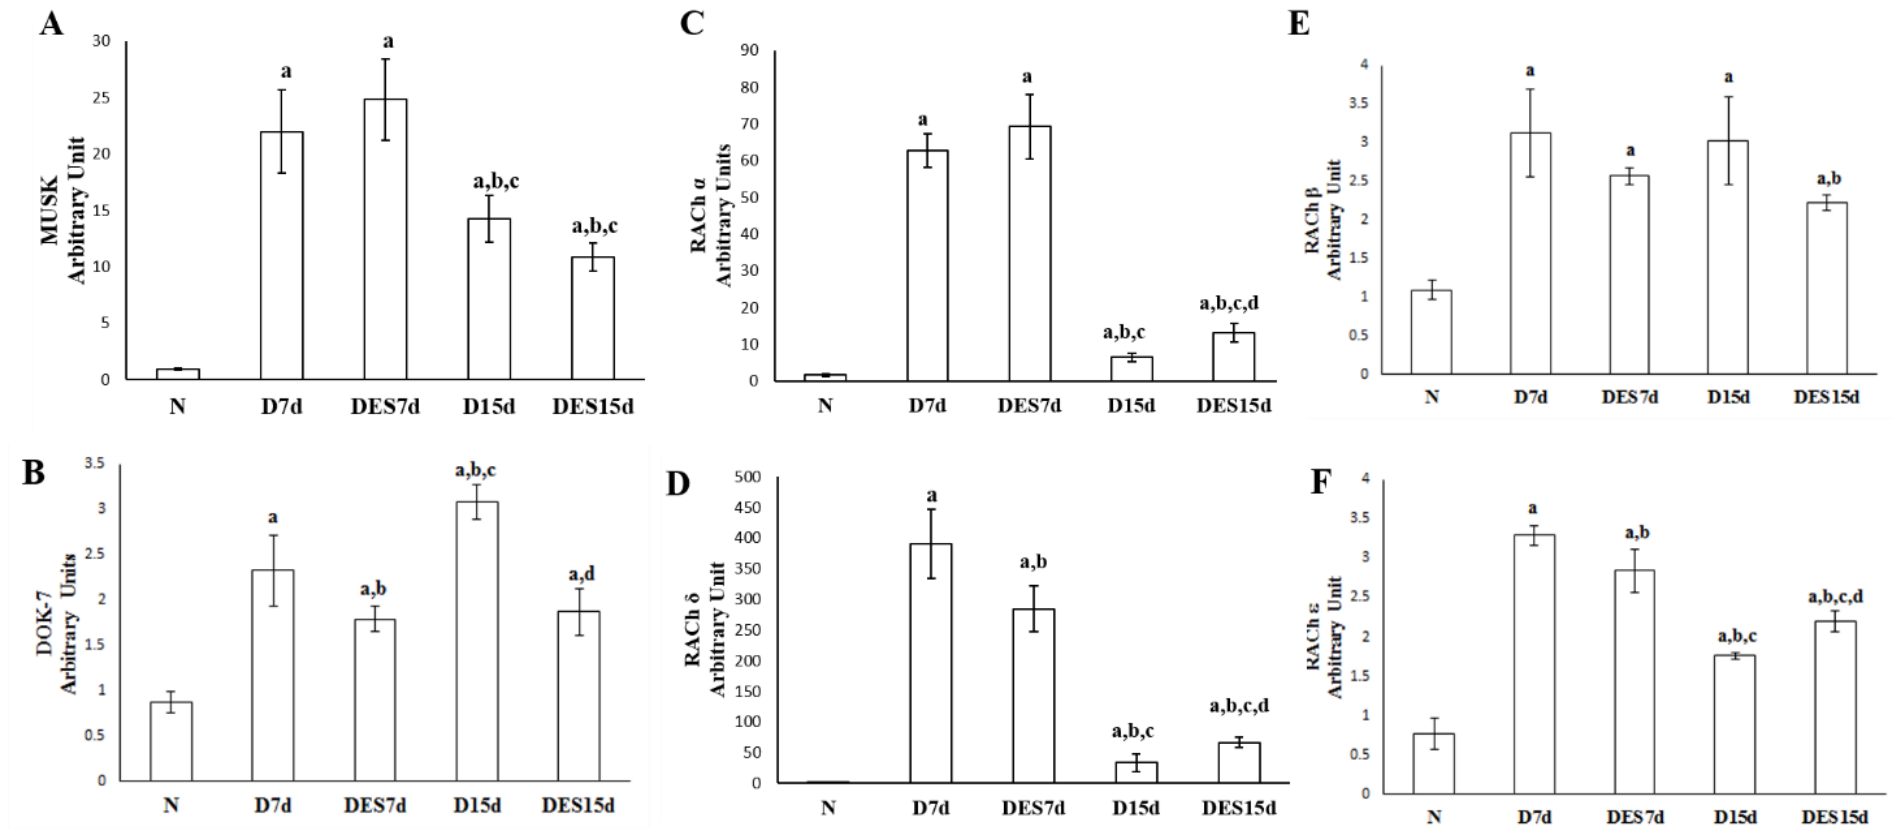 A
MUSK
Arbitrary Unit
30
25
20
15
10
5
0
a
a
a,b,c
a,b,c
N D7d DES7d D15d DES15d
C
RACh α
Arbitrary Units
90
80
70
60
50
40
30
20
10
0
a
a
a,b,c
a,b,c,d
N D7d DES7d D15d DES15d
E
RACh β
Arbitrary Unit
4
3.5
3
2.5
2
1.5
1
0.5
0
a
a
a
a,b
N D7d DES7d D15d DES15d
B
DOK-7
Arbitrary Units
3.5
3
2.5
2
1.5
1
0.5
0
a
a,b
a,b,c
a,d
N D7d DES7d D15d DES15d
D
RACh δ
Arbitrary Unit
500
450
400
350
300
250
200
150
100
50
0
a
a,b
a,b,c
a,b,c,d
N D7d DES7d D15d DES15d
F
RACh ε
Arbitrary Unit
4
3.5
3
2.5
2
1.5
1
0.5
0
a
a,b
a,b,c
a,b,c,d
N D7d DES7d D15d DES15d